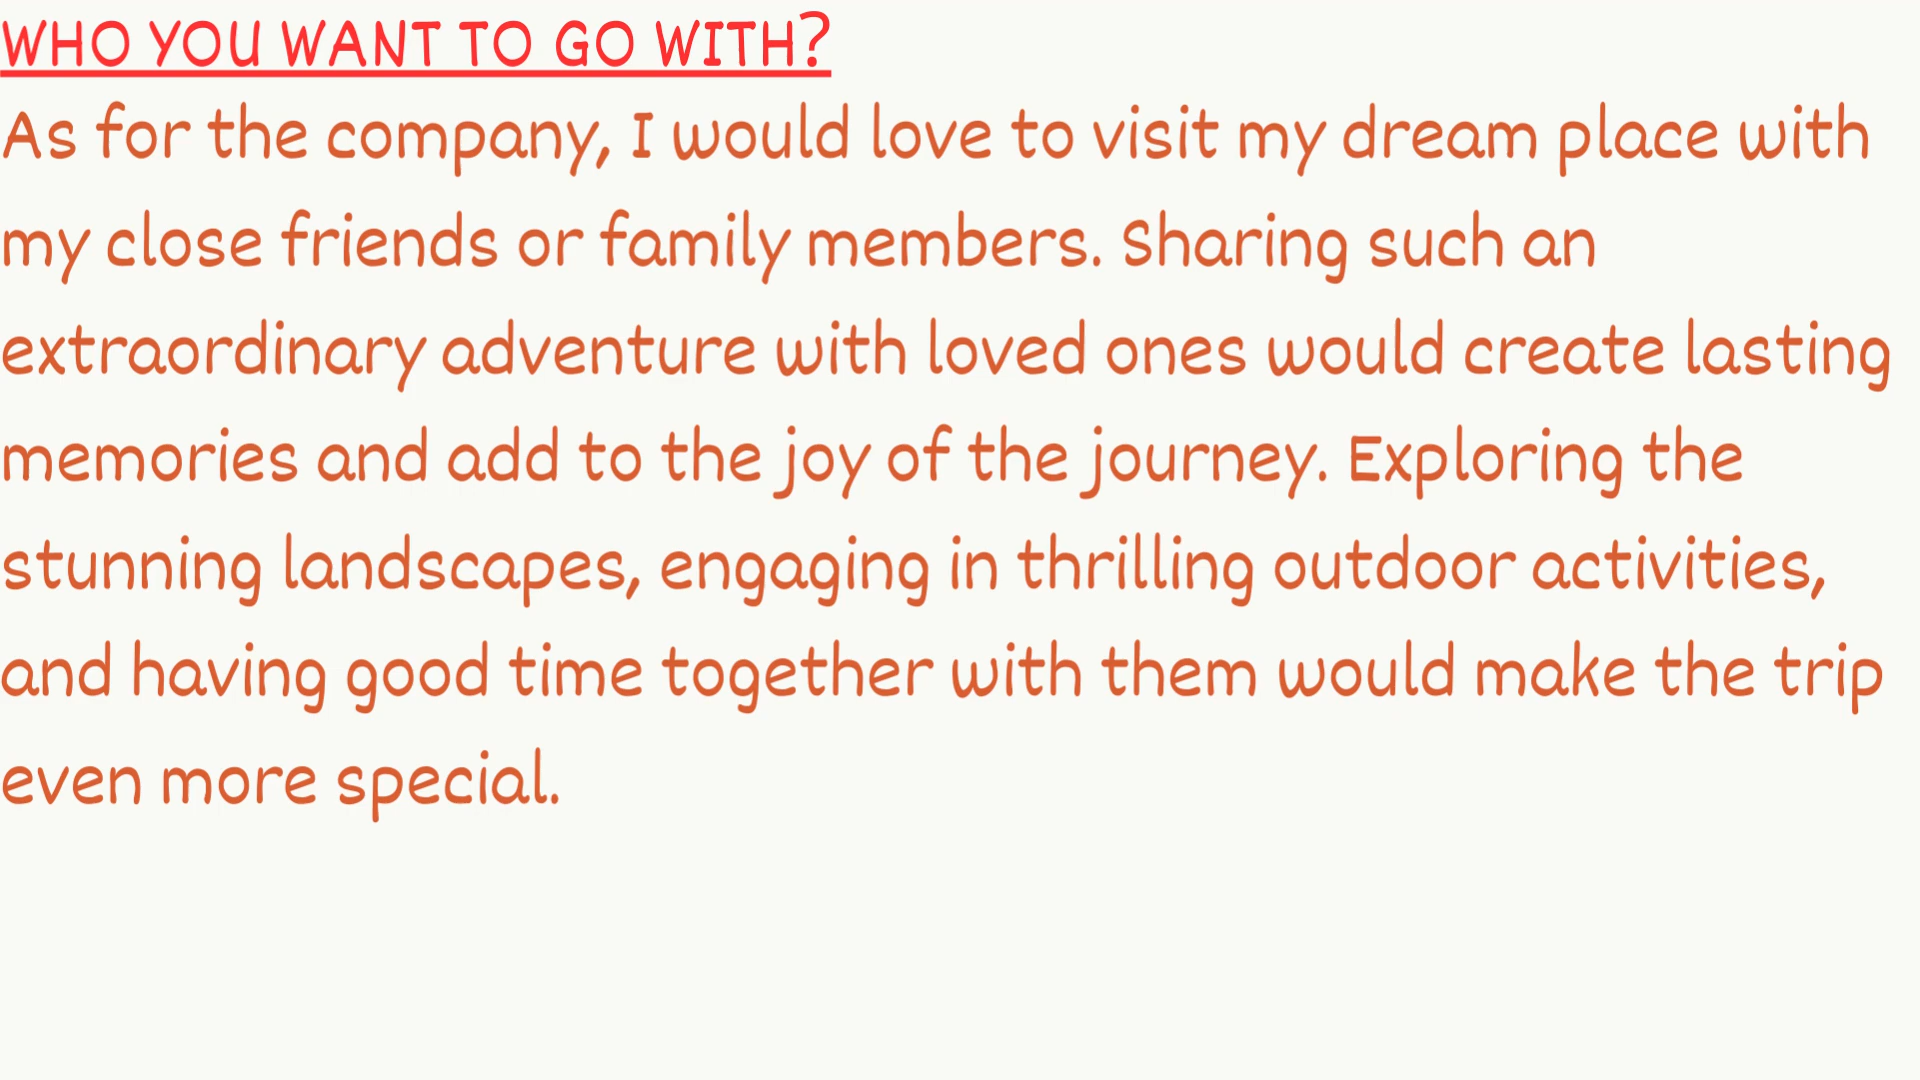 WHO YOU WANT TO GO WITH?
As for the company, I would love to visit my dream place with
my close friends or family members. Sharing such an
extraordinary adventure with loved ones would create lasting
memories and add to the joy of the journey. Exploring the
stunning landscapes, engaging in thrilling outdoor activities,
and having good time together with them would make the trip
even more special.